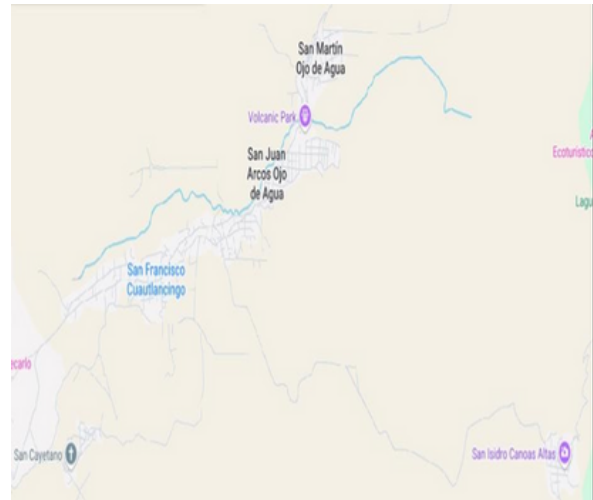 San Martín
Ojo de Agua
Volcanic Park
San Juan
Arcos Ojo
de Agua
Ecoturístico
Lagu
San Francisco
Cuautlancingo
ecarlo
San Cayetano
San Isidro Canoas Altas